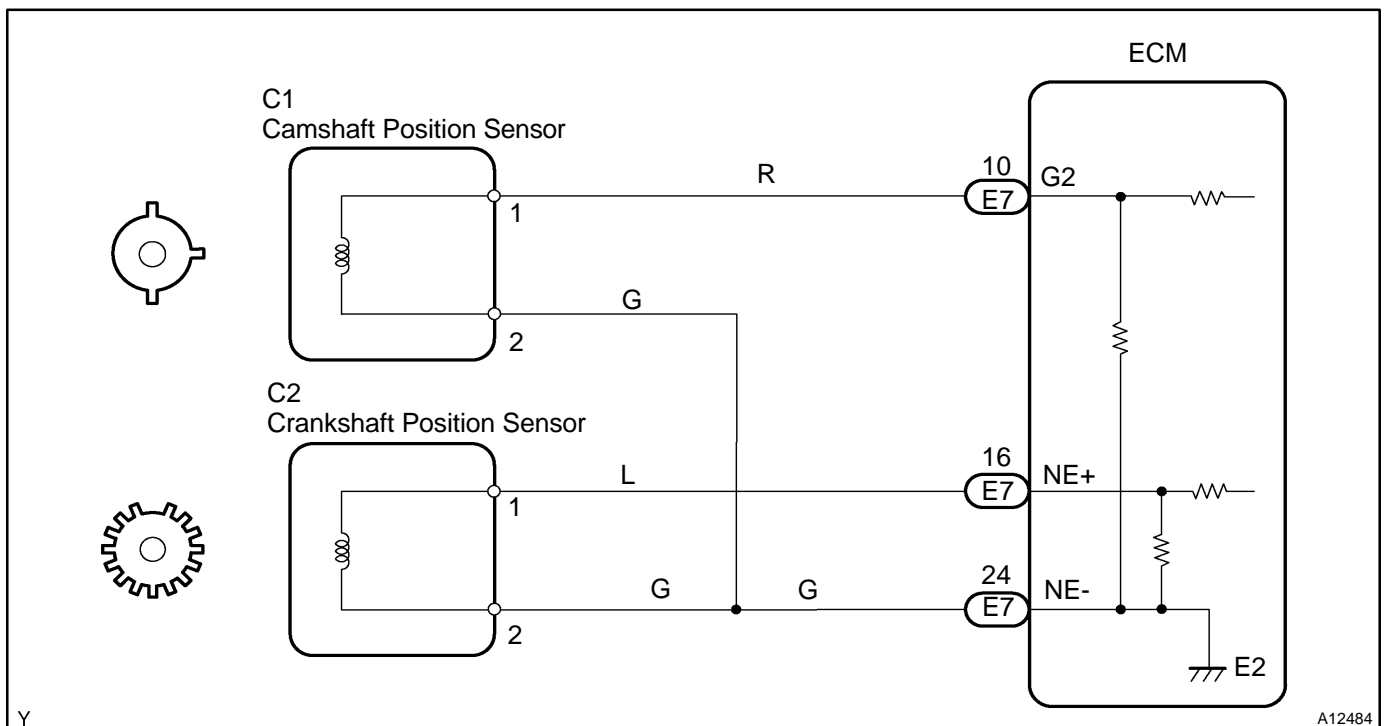 ECM
C1
Camshaft Position Sensor
10
R
G2
E7
1
G
2
C2
Crankshaft Position Sensor
16
L
NE+
E7
1
24
G
G
NE-
E7
2
E2
Y
A12484